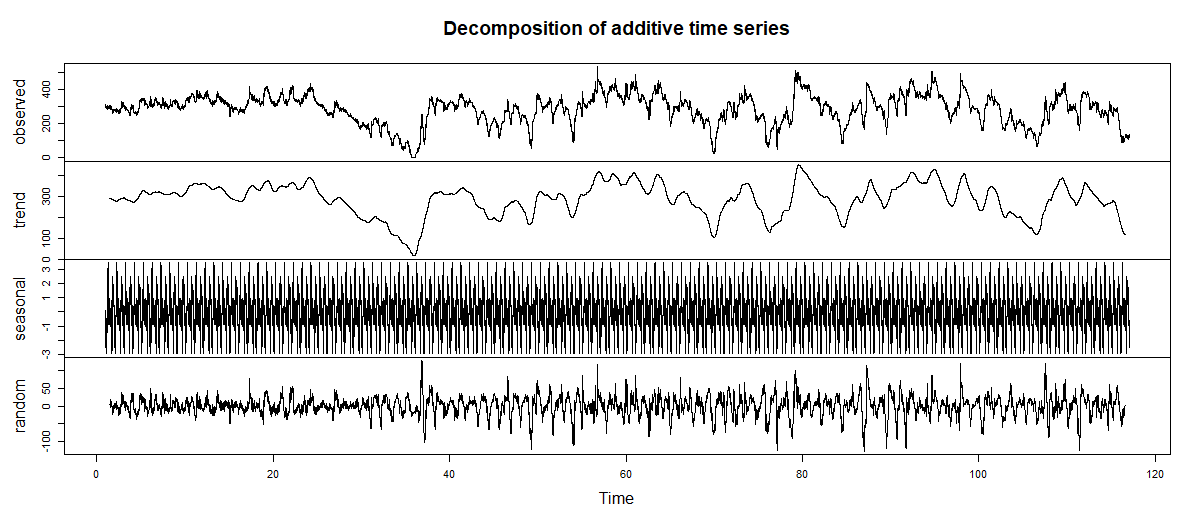 Decomposition of additive time series
observed
0 200 400
trend
0 100 300
seasonal
-3 -1 1 2 3
random
-100 0 50
0 20 40 60 80 100 120
Time